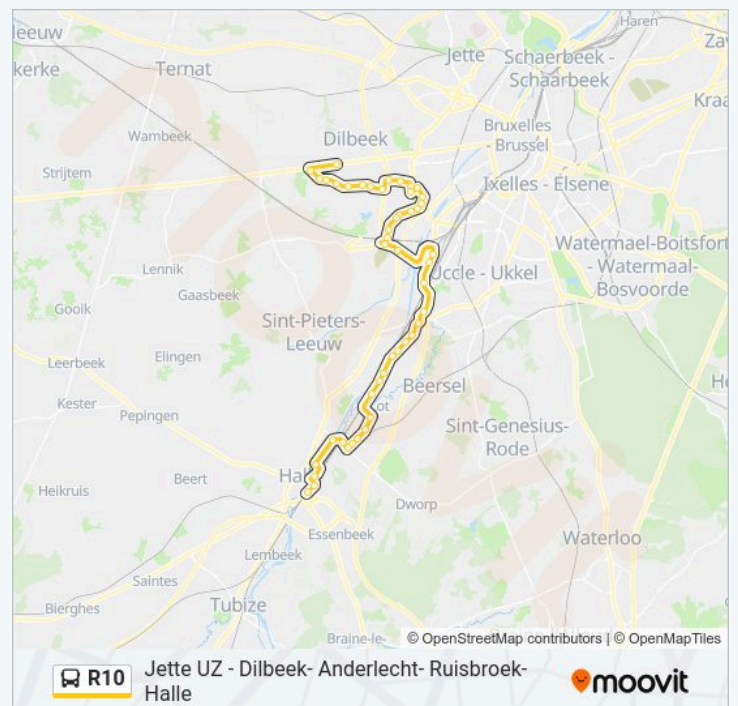 leeuw
Haren
Zav
kerke
Ternat
Jette
Schaerbeek -
Schaarbeek
Kraa
Wambeek
Dilbeek
Bruxelles
- Brussel
Strijtem
Ixelles - Elsene
Lennik
Uccle - Ukkel
Watermael-Boitsfort
- Watermaal-
Bosvoorde
Gaasbeek
Gooik
Sint-Pieters-
Leeuw
Elingen
Leerbeek
Beersel
Kester
Pepingen
ot
Sint-Genesius-
Rode
Beert
Hal
Heikruis
Dworp
Essenbeek
Waterloo
Lembeek
Saintes
Bierghes
Tubize
Braine-le-
© OpenStreetMap contributors | © OpenMapTiles
R10
Jette UZ - Dilbeek- Anderlecht- Ruisbroek-
Halle
moovit